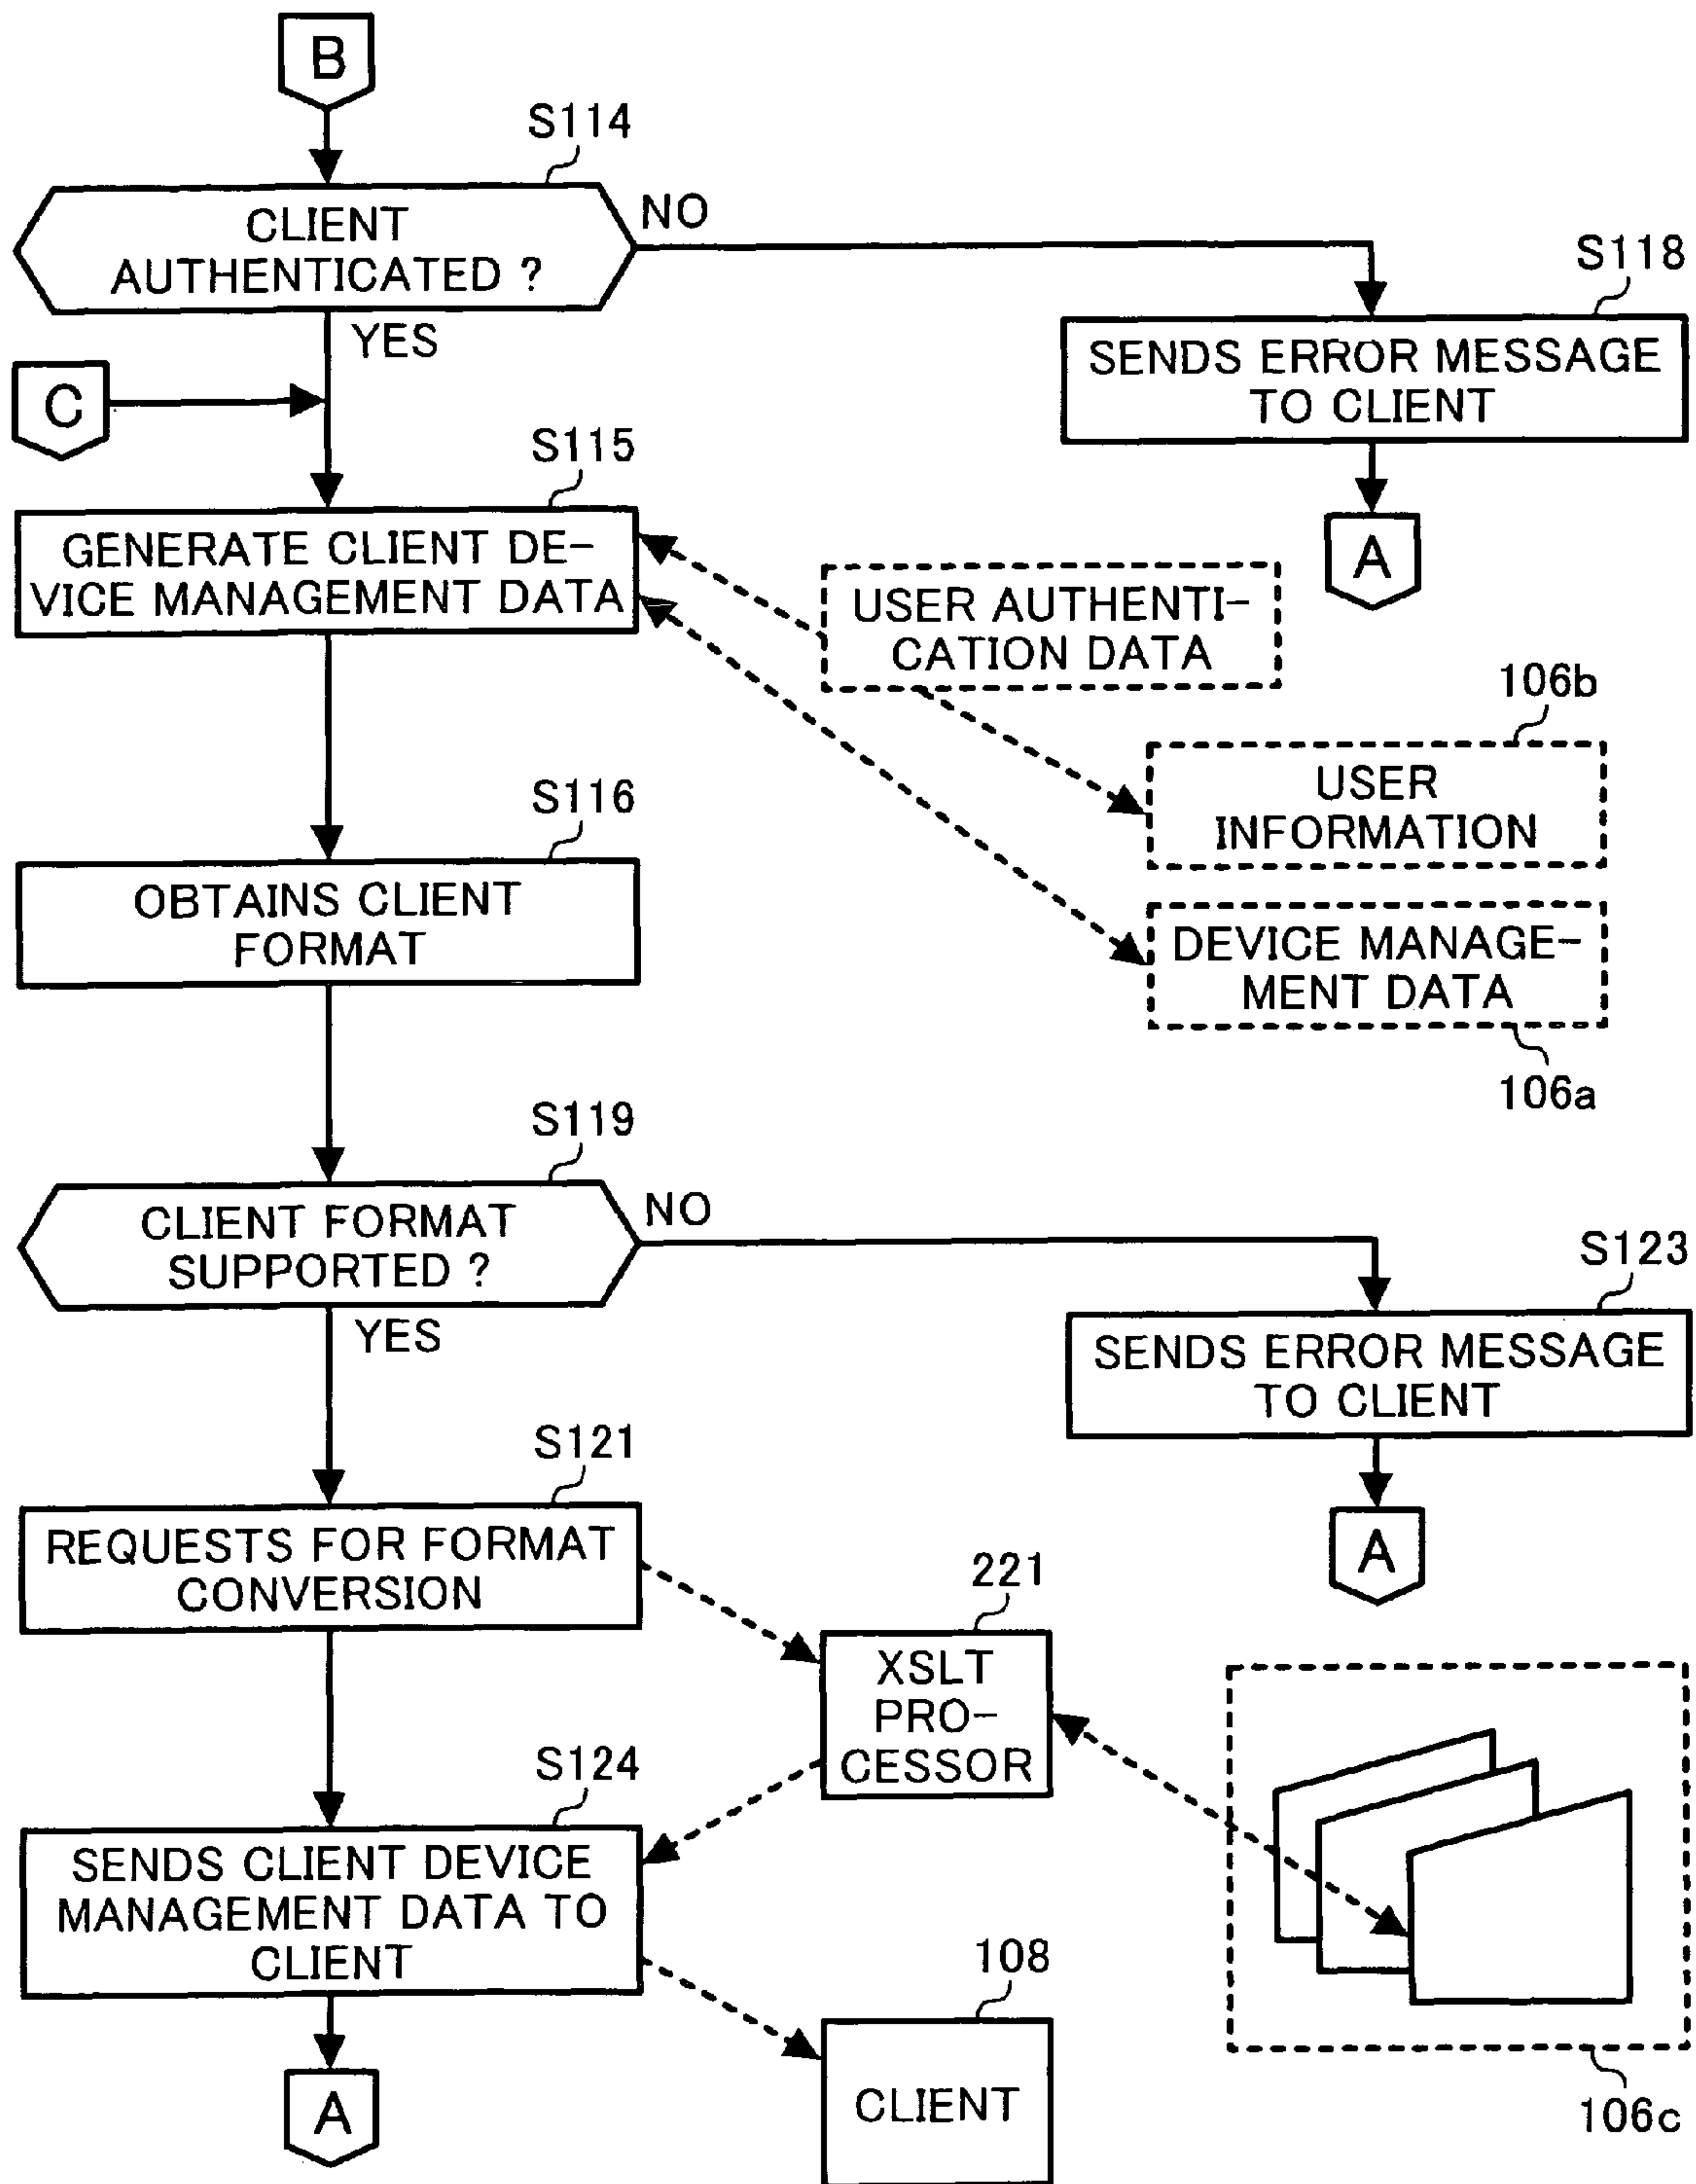 B
S114
CLIENT
AUTHENTICATED ?
NO
YES
S118
SENDS ERROR MESSAGE
TO CLIENT
A
C
S115
GENERATE CLIENT DE-
VICE MANAGEMENT DATA
USER AUTHENTI-
CATION DATA
106b
USER
INFORMATION
DEVICE MANAGE-
MENT DATA
106a
S116
OBTAINS CLIENT
FORMAT
S119
CLIENT FORMAT
SUPPORTED ?
NO
YES
S123
SENDS ERROR MESSAGE
TO CLIENT
A
S121
REQUESTS FOR FORMAT
CONVERSION
221
XSLT
PRO-
CESSOR
S124
SENDS CLIENT DEVICE
MANAGEMENT DATA TO
CLIENT
A
108
CLIENT
106c